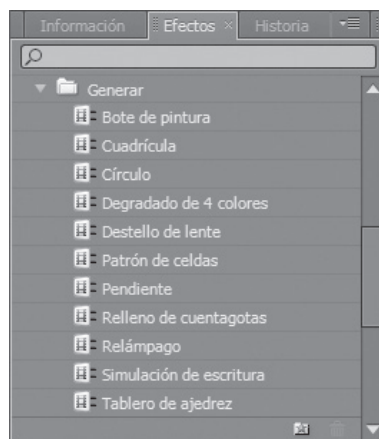 Información Efectos Historia
Generar
Bote de pintura
Cuadrícula
Círculo
Degradado de 4 colores
Destello de lente
Patrón de celdas
Pendiente
Relleno de cuentagotas
Relámpago
Simulación de escritura
Tablero de ajedrez